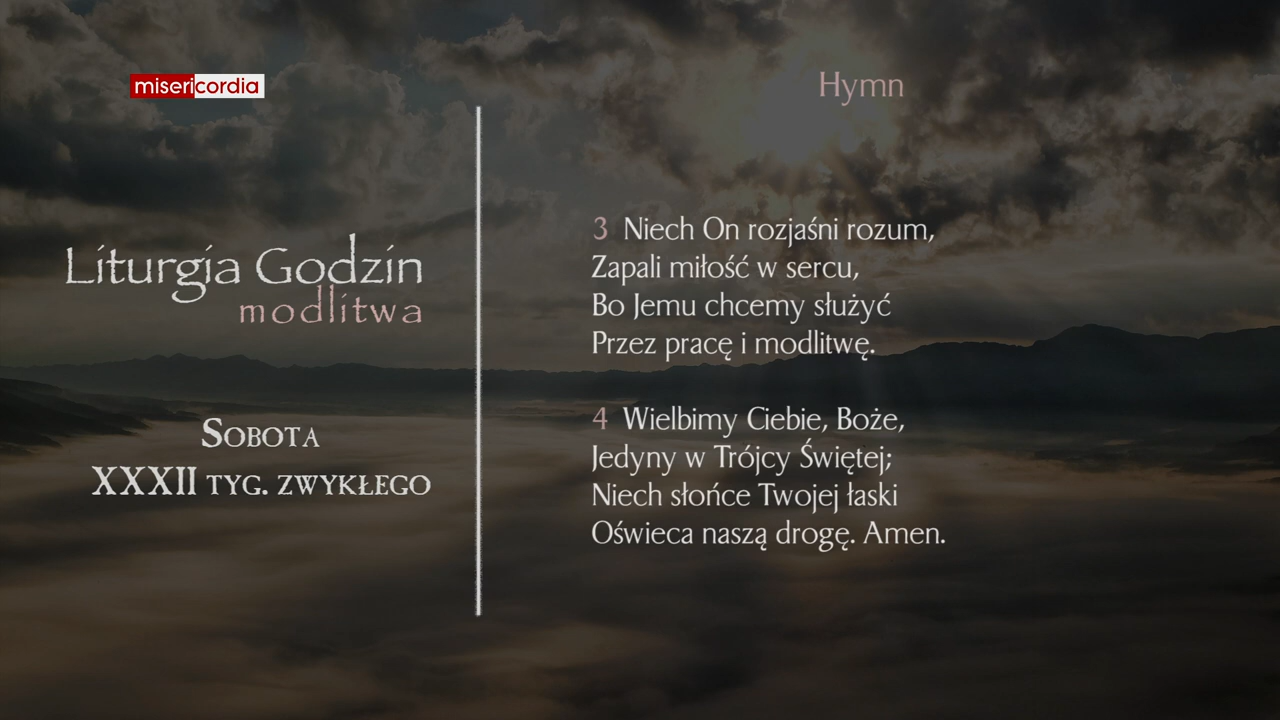 misericordia
Liturgia Godzin
modlitwa
Sobota
XXXII tyg. zwykłego
Hymn
3 Niech On rozjaśni rozum,
Zapali miłość w sercu,
Bo Jemu chcemy służyć
Przez pracę i modlitwę.
4 Wielbimy Ciebie, Boże,
Jedyny w Trójcy Świętej;
Niech słońce Twojej łaski
Oświeca naszą drogę. Amen.